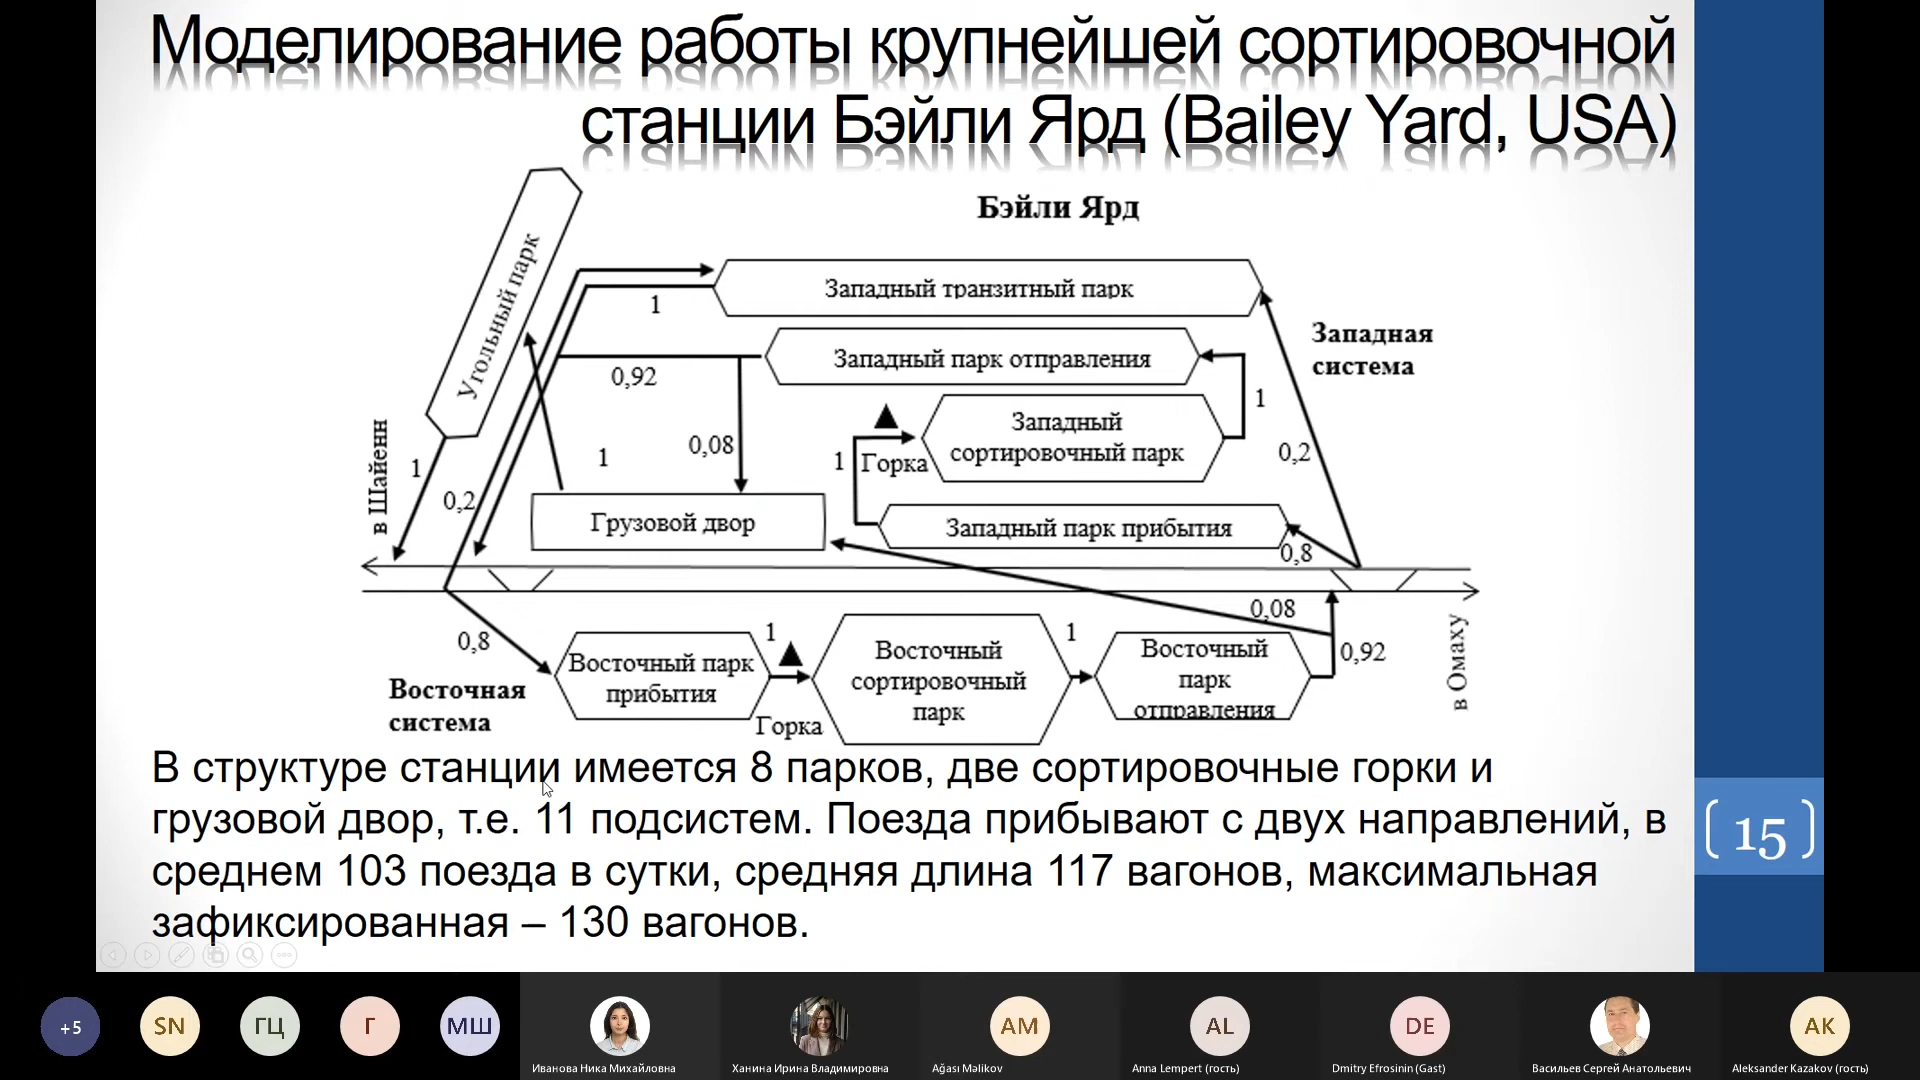 Моделирование работы крупнейшей сортировочной
станции Бэйли Ярд (Bailey Yard, USA)
Бэйли Ярд
Угольный парк
Западный транзитный парк
1
Западная
система
Западный парк отправления
0,92
1
Западный
сортировочный парк
Горка
1
0,08
1
0,2
в Шайенн
1
0,2
Грузовой двор
Западный парк прибытия
0,8
0,08
0,92
в Омаху
0,8
Восточный парк
прибытия
1
Горка
Восточный
сортировочный
парк
1
Восточный
парк
отправления
Восточная
система
В структуре станции имеется 8 парков, две сортировочные горки и
грузовой двор, т.е. 11 подсистем. Поезда прибывают с двух направлений, в
среднем 103 поезда в сутки, средняя длина 117 вагонов, максимальная
зафиксированная – 130 вагонов.
15
+5
SN
ГЦ
Г
МШ
AM
AL
DE
AK
Иванова Ника Михайловна
Ханина Ирина Владимировна
Ağası Məlikov
Anna Lempert (гость)
Dmitry Efrosinin (Gast)
Васильев Сергей Анатольевич
Aleksander Kazakov (гость)